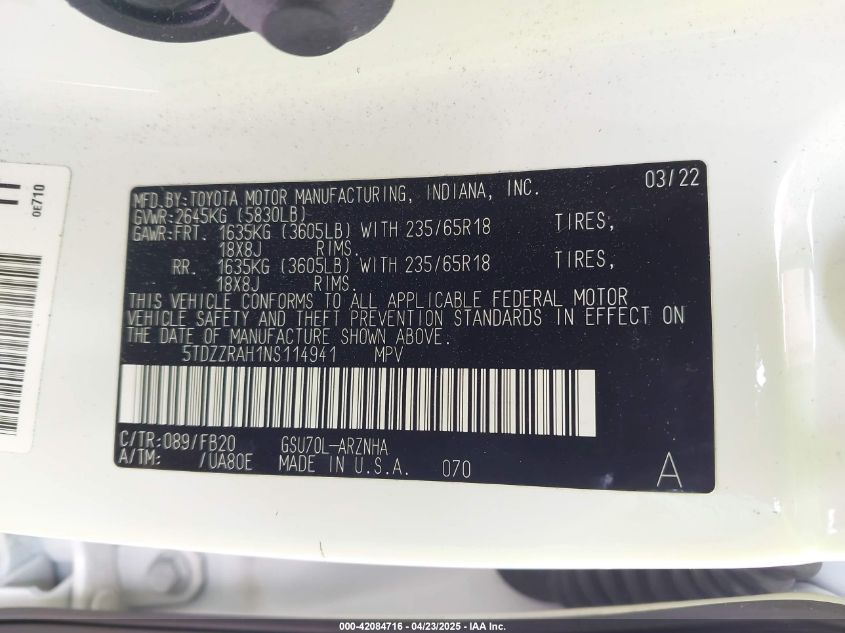 MFD.BY:TOYOTA MOTOR MANUFACTURING, INDIANA, INC. 03/22
GVWR:2645KG (5830LB)
GAWR:FRT. 1635KG (3605LB) WITH 235/65R18 TIRES,
18X8J RIMS.
RR. 1635KG (3605LB) WITH 235/65R18 TIRES,
18X8J RIMS.
THIS VEHICLE CONFORMS TO ALL APPLICABLE FEDERAL MOTOR
VEHICLE SAFETY AND THEFT PREVENTION STANDARDS IN EFFECT ON
THE DATE OF MANUFACTURE SHOWN ABOVE.
5TDZZRAH1NS114941 MPV
C/TR:089/FB20 GSU70L-ARZNHA
A/TM: /UA80E MADE IN U.S.A. 070 A
0E710
000-42084716 - 04/23/2025 - IAA Inc.